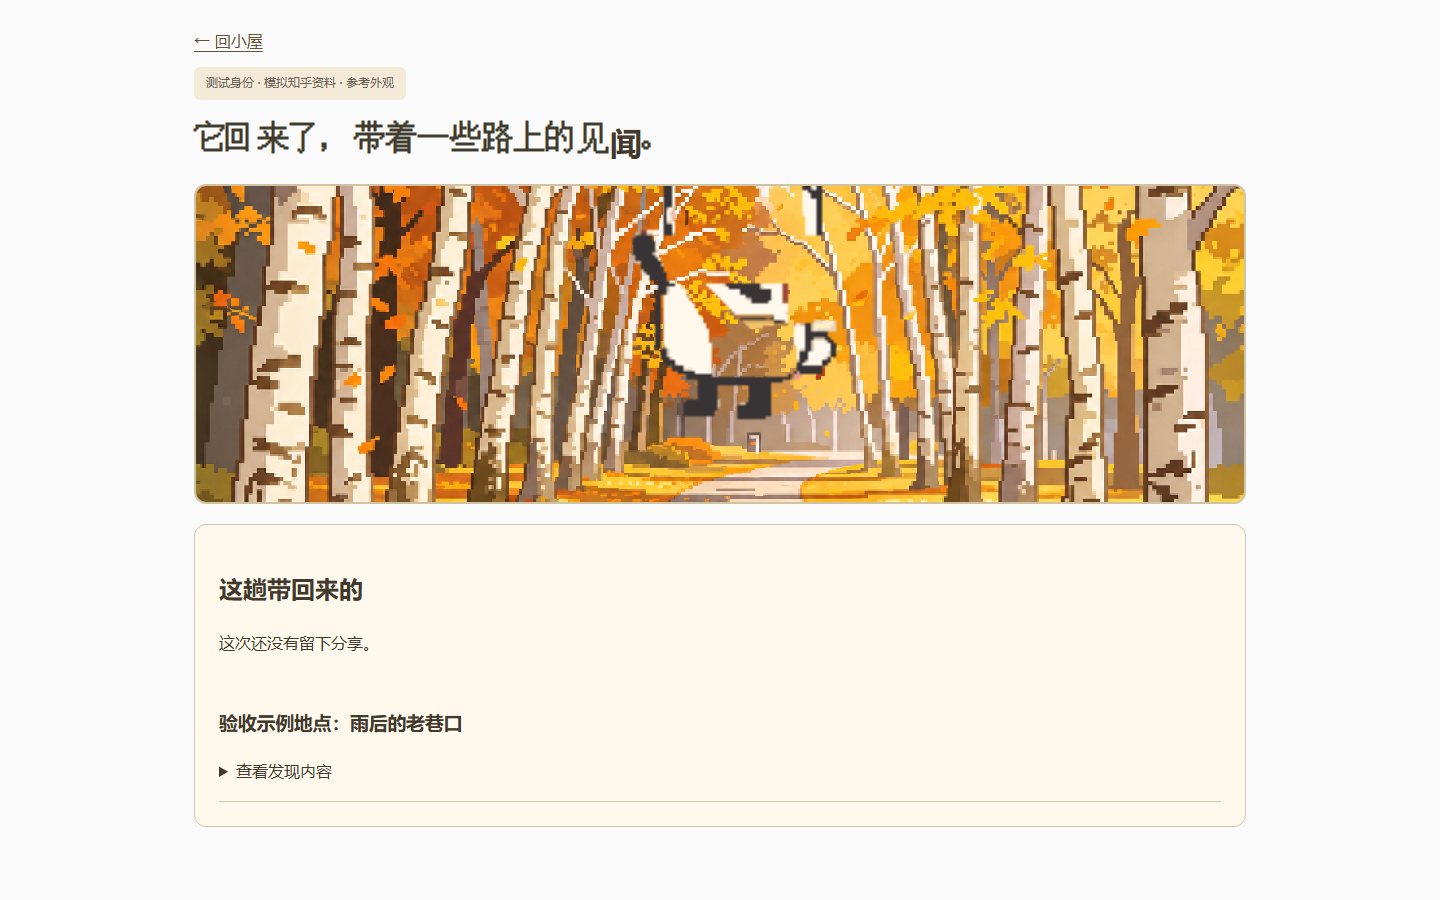 ← 回小屋
测试身份 · 模拟知乎资料 · 参考外观
它回来了，带着一些路上的见闻。
这趟带回来的
这次还没有留下分享。
验收示例地点：雨后的老巷口
▶ 查看发现内容